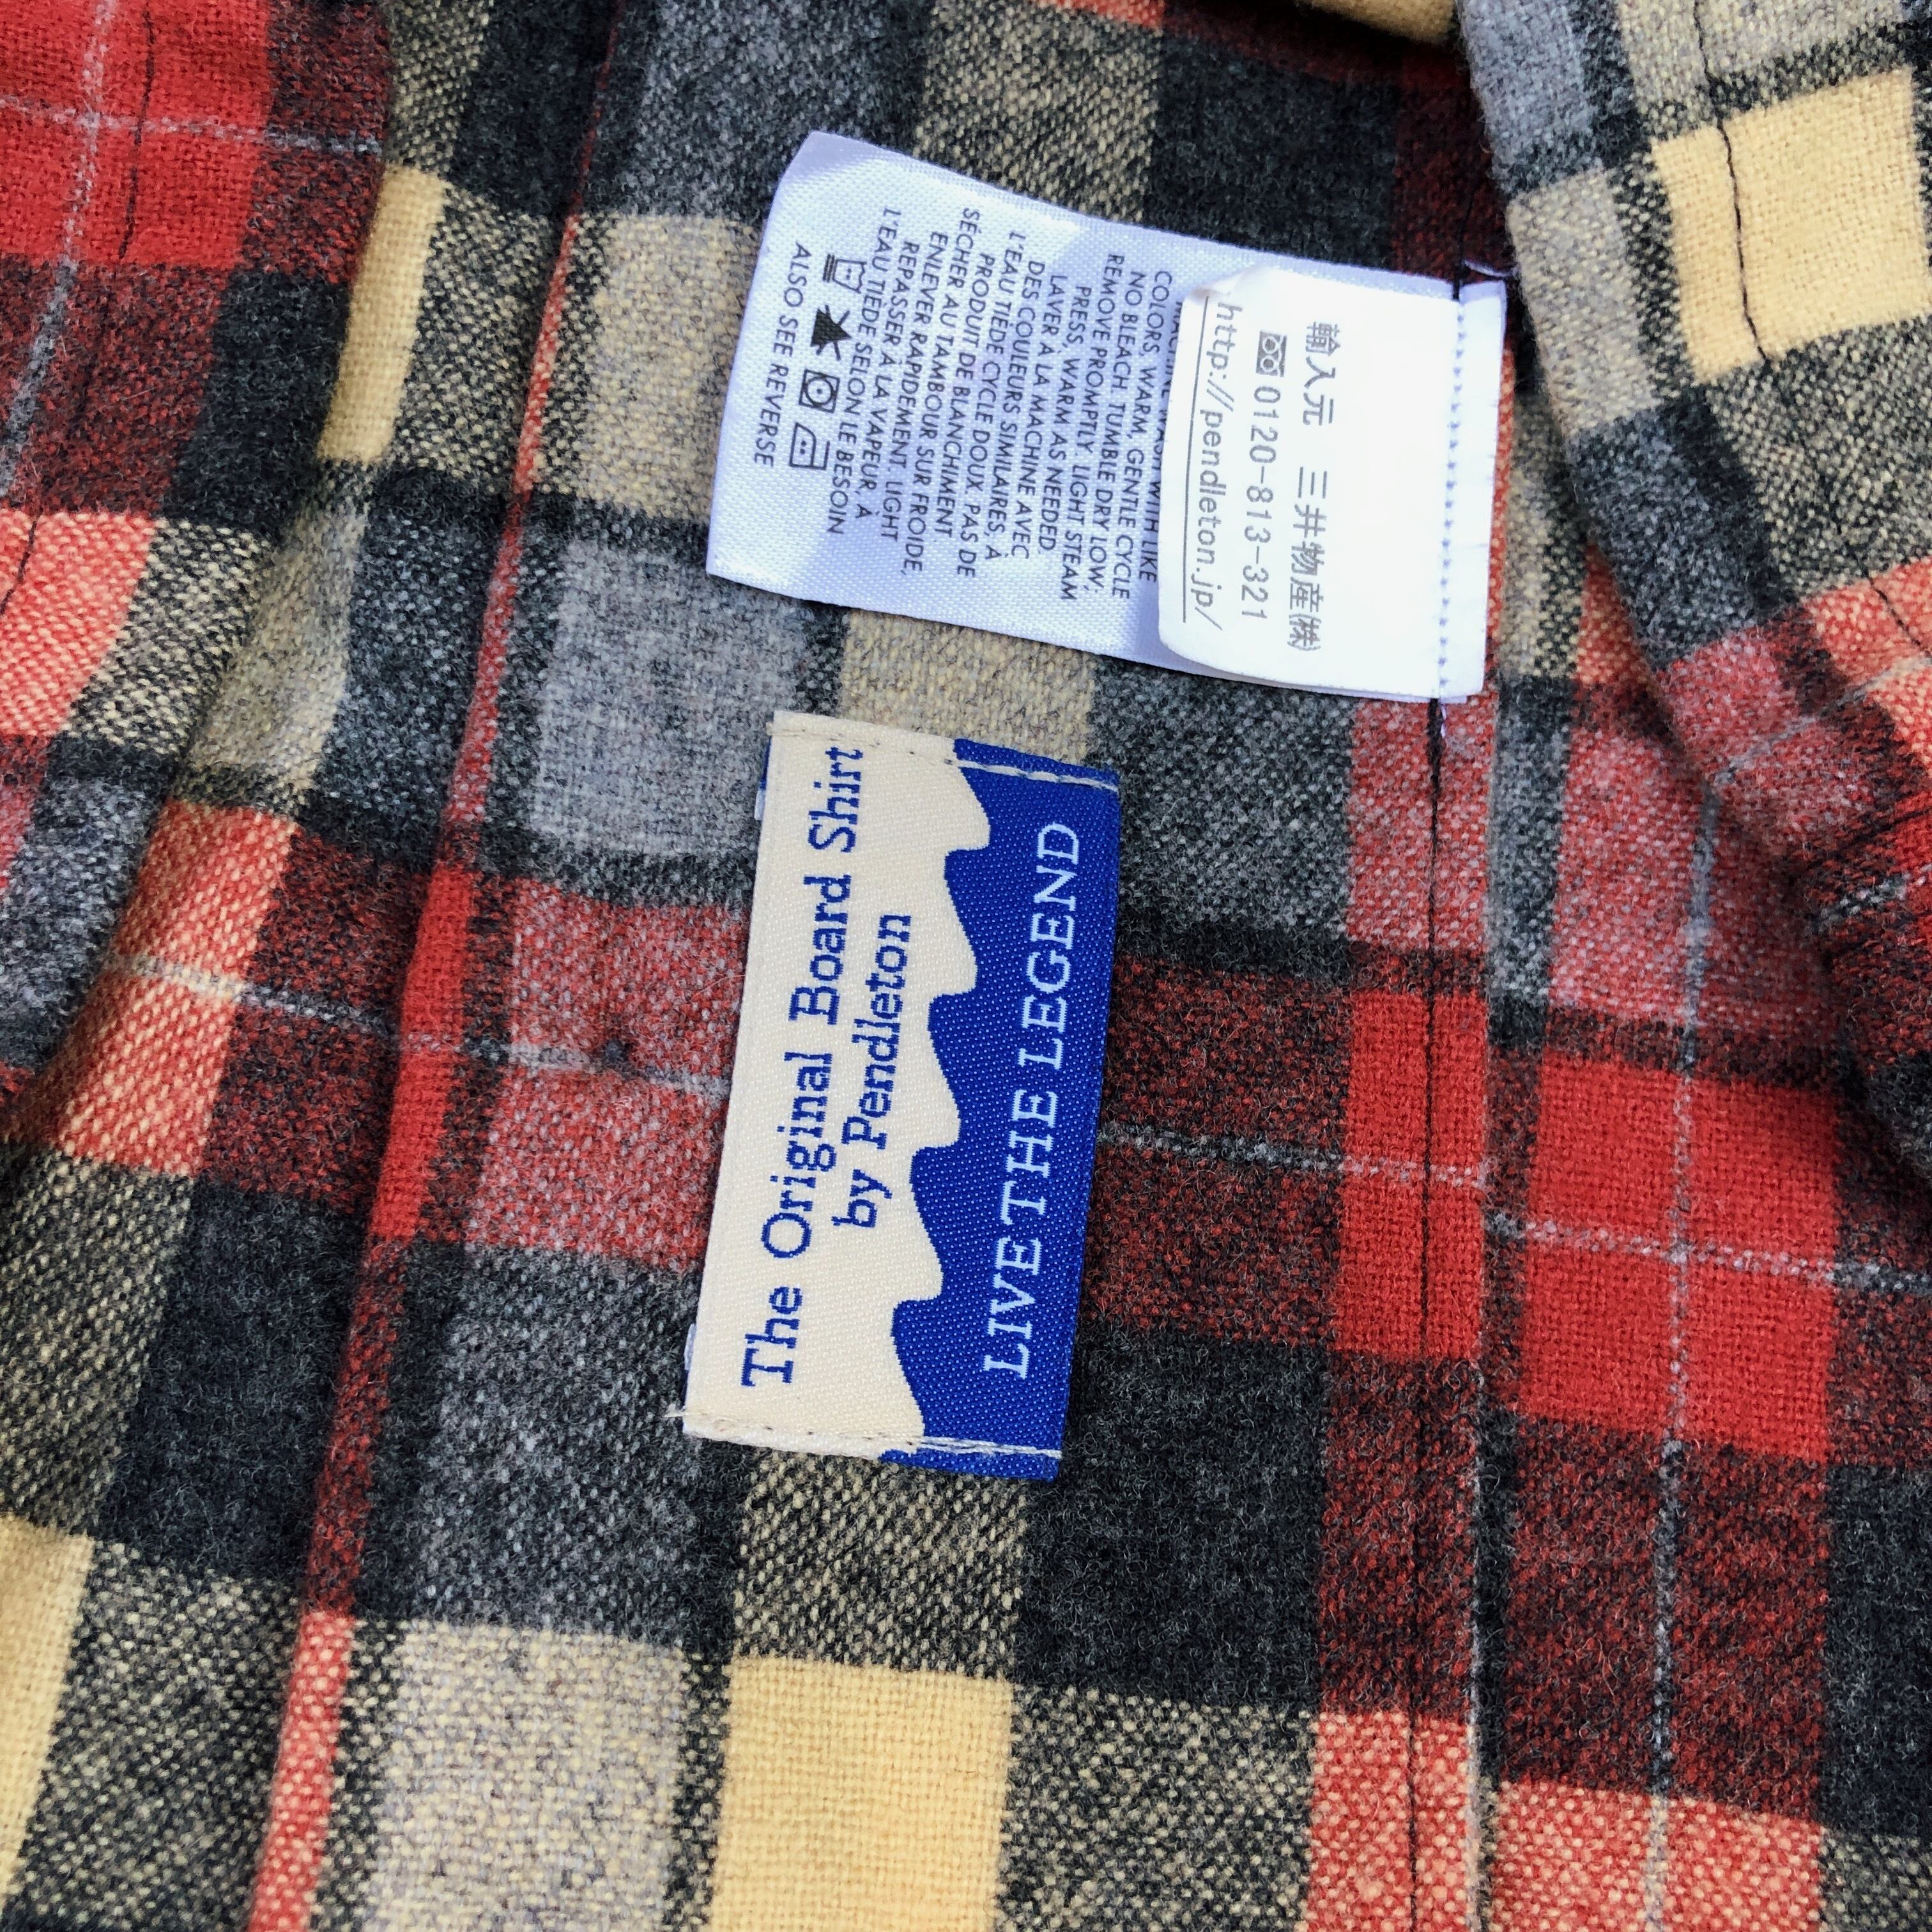 輸入元 三井物産㈱
0120-813-321
http://pendleton.jp/
COLORS, WARM, GENTLE CYCLE
NO BLEACH. TUMBLE DRY LOW;
REMOVE PROMPTLY. LIGHT STEAM
PRESS, WARM AS NEEDED
LAVER À LA MACHINE AVEC
DES COULEURS SIMILAIRES, À
L'EAU TIÈDE CYCLE DOUX. PAS DE
PRODUIT DE BLANCHIMENT
SÉCHER AU TAMBOUR SUR FROIDE,
ENLEVER RAPIDEMENT. LIGHT
REPASSER À LA VAPEUR, À
L'EAU TIÈDE SELON LE BESOIN
ALSO SEE REVERSE
The Original Board Shirt
by Pendleton
LIVE THE LEGEND